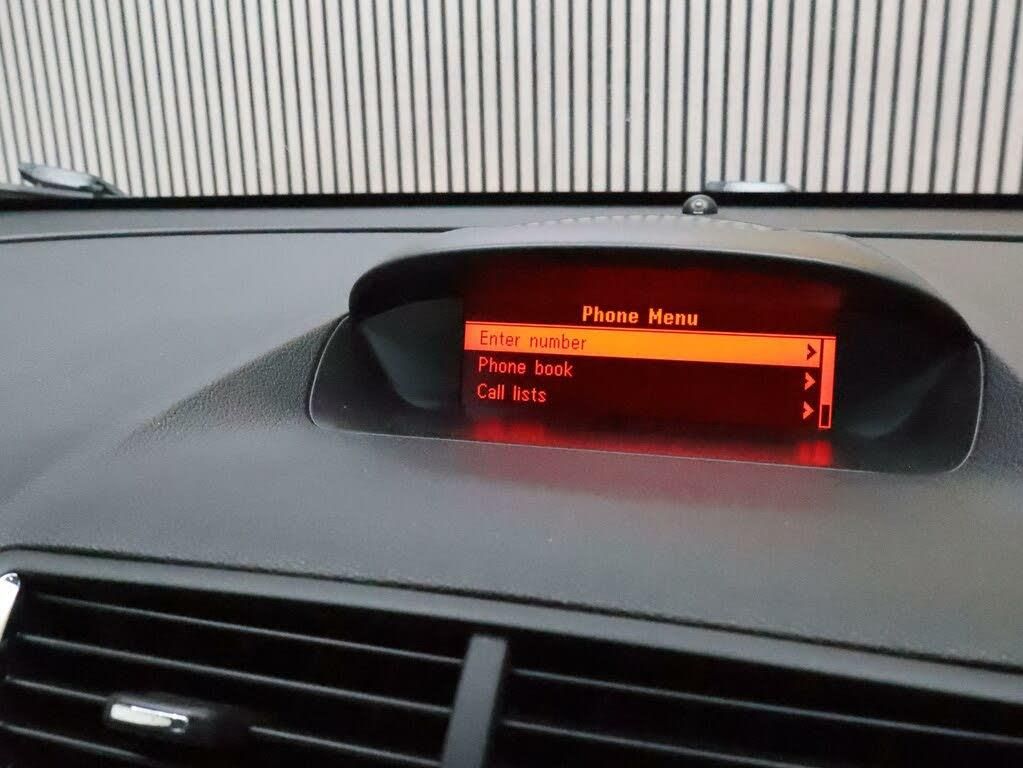 Phone Menu
Enter number
Phone book
Call lists